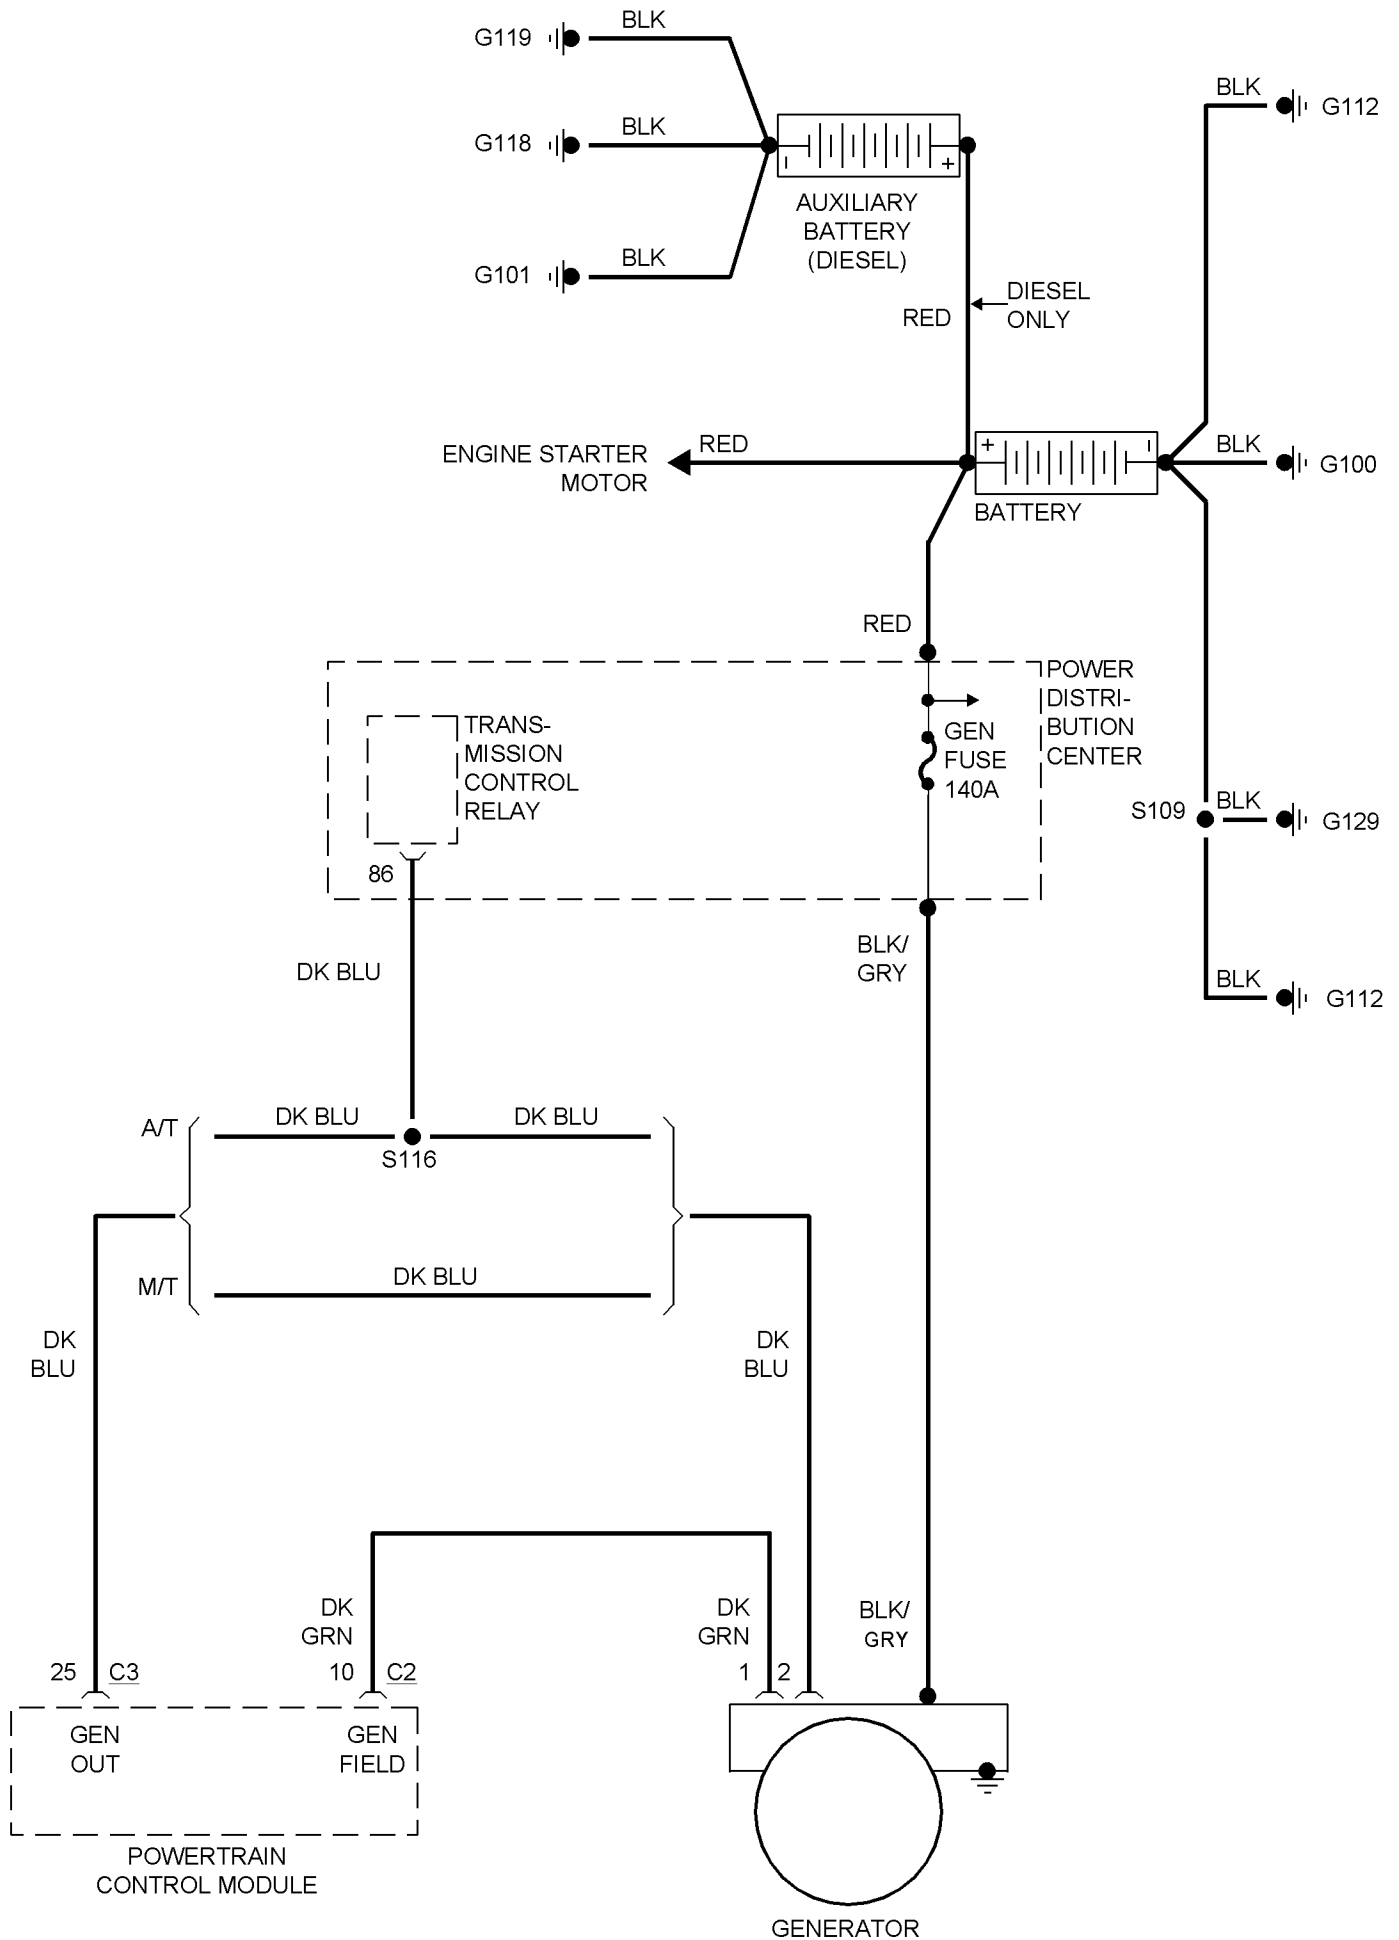 BLK
G119
BLK
G112
BLK
G118
AUXILIARY
BATTERY
(DIESEL)
BLK
G101
DIESEL
ONLY
RED
ENGINE STARTER
MOTOR
RED
+
BATTERY
BLK
G100
RED
POWER
DISTRI-
BUTION
CENTER
TRANS-
MISSION
CONTROL
RELAY
GEN
FUSE
140A
86
S109
BLK
G129
DK BLU
BLK/
GRY
BLK
G112
A/T
DK BLU
DK BLU
S116
M/T
DK BLU
DK
BLU
DK
BLU
DK
GRN
DK
GRN
BLK/
GRY
25
C3
10
C2
1
2
GEN
OUT
GEN
FIELD
POWERTRAIN
CONTROL MODULE
GENERATOR